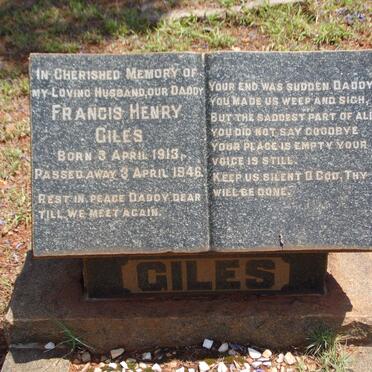 In Cherished Memory of
my Loving Husband, our Daddy
Francis Henry
Giles
Born 3 April 1913,
Passed away 3 April 1946.
Rest in peace Daddy dear
till we meet again.
Your end was sudden Daddy
you made us weep and sigh,
But the saddest part of all
you did not say goodbye
Your place is empty your
voice is still.
Keep us silent O God, Thy
will be done.
GILES